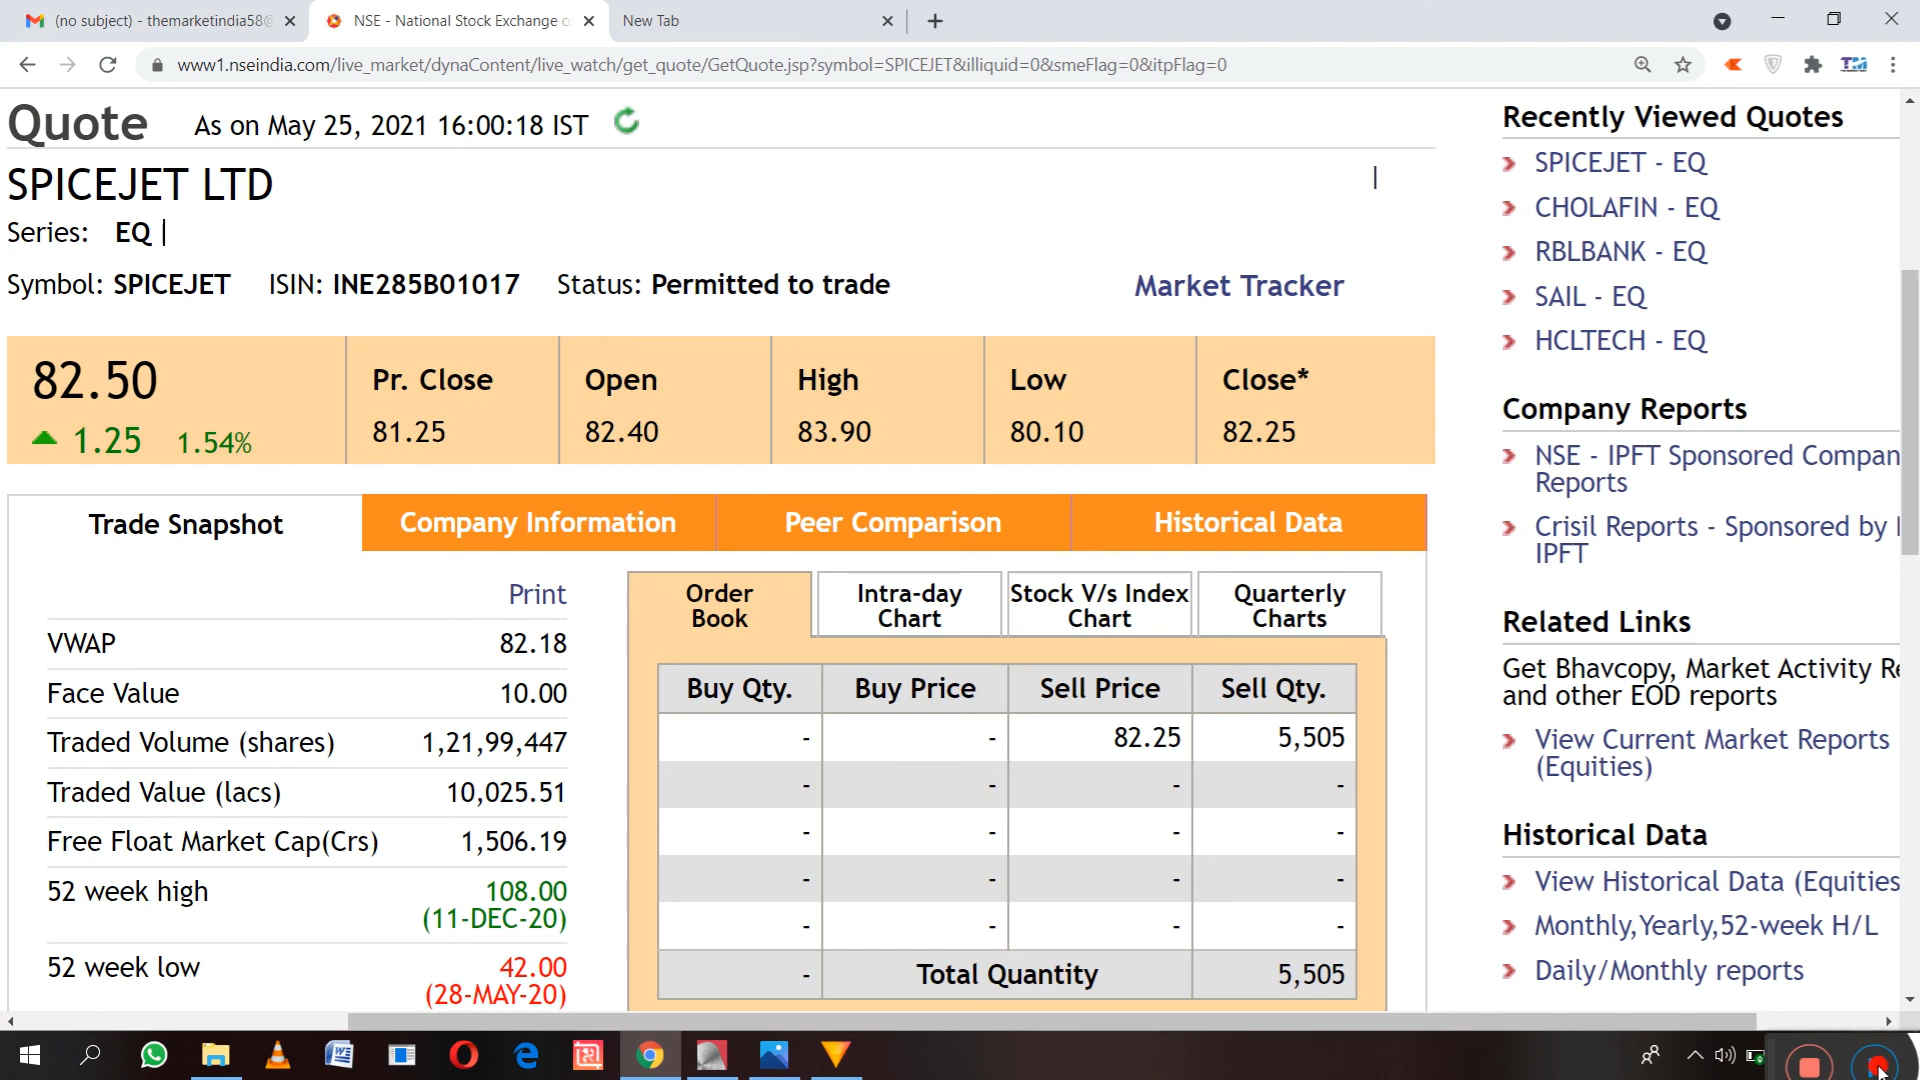 (no subject) - themarketindia58@
NSE - National Stock Exchange o
New Tab
www1.nseindia.com/live_market/dynaContent/live_watch/get_quote/GetQuote.jsp?symbol=SPICEJET&illiquid=0&smeFlag=0&itpFlag=0
Quote As on May 25, 2021 16:00:18 IST
SPICEJET LTD |
Series: EQ |
Symbol: SPICEJET ISIN: INE285B01017 Status: Permitted to trade Market Tracker
82.50 Pr. Close Open High Low Close*
1.25 1.54% 81.25 82.40 83.90 80.10 82.25
Trade Snapshot Company Information Peer Comparison Historical Data
Print
VWAP 82.18
Face Value 10.00
Traded Volume (shares) 1,21,99,447
Traded Value (lacs) 10,025.51
Free Float Market Cap(Crs) 1,506.19
52 week high 108.00
(11-DEC-20)
52 week low 42.00
(28-MAY-20)
Order Book
Intra-day Chart
Stock V/s Index Chart
Quarterly Charts
Buy Qty. Buy Price Sell Price Sell Qty.
- - 82.25 5,505
- - - -
- - - -
- - - -
- - - -
- Total Quantity 5,505
Recently Viewed Quotes
SPICEJET - EQ
CHOLAFIN - EQ
RBLBANK - EQ
SAIL - EQ
HCLTECH - EQ
Company Reports
NSE - IPFT Sponsored Compan
Reports
Crisil Reports - Sponsored by
IPFT
Related Links
Get Bhavcopy, Market Activity Re
and other EOD reports
View Current Market Reports
(Equities)
Historical Data
View Historical Data (Equities
Monthly,Yearly,52-week H/L
Daily/Monthly reports